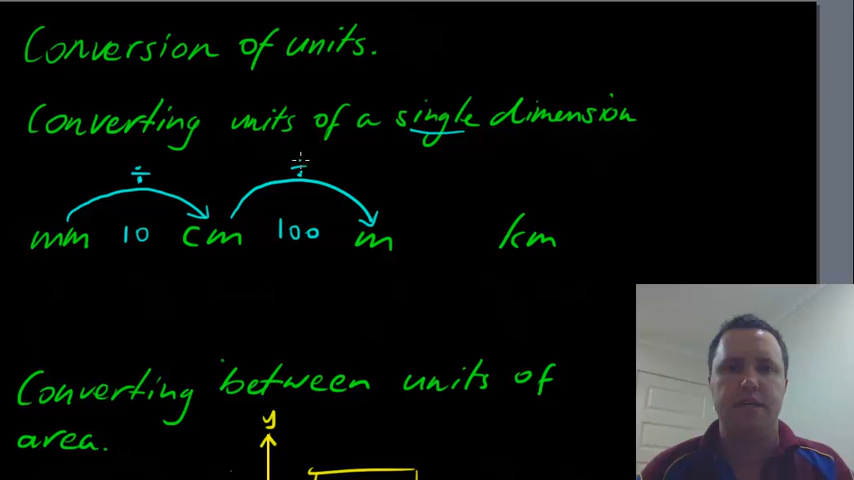 Conversion of units.
Converting units of a single dimension
÷ ÷
mm 10 cm 100 m km
Converting between units of
area.
y